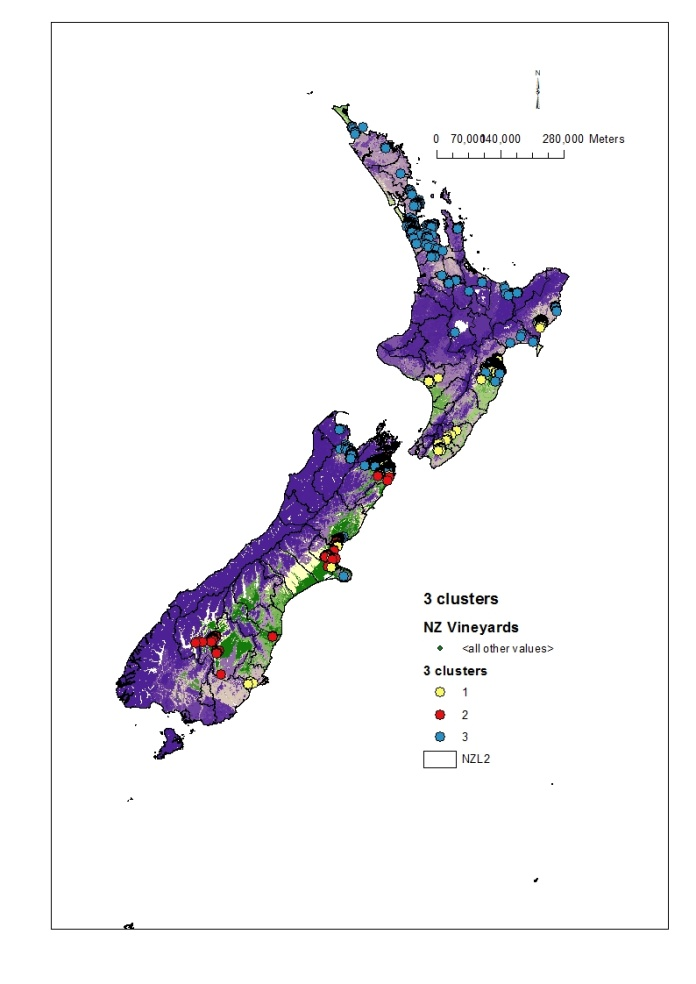 N
0 70,000140,000 280,000 Meters
3 clusters
NZ Vineyards
<all other values>
3 clusters
1
2
3
NZL2